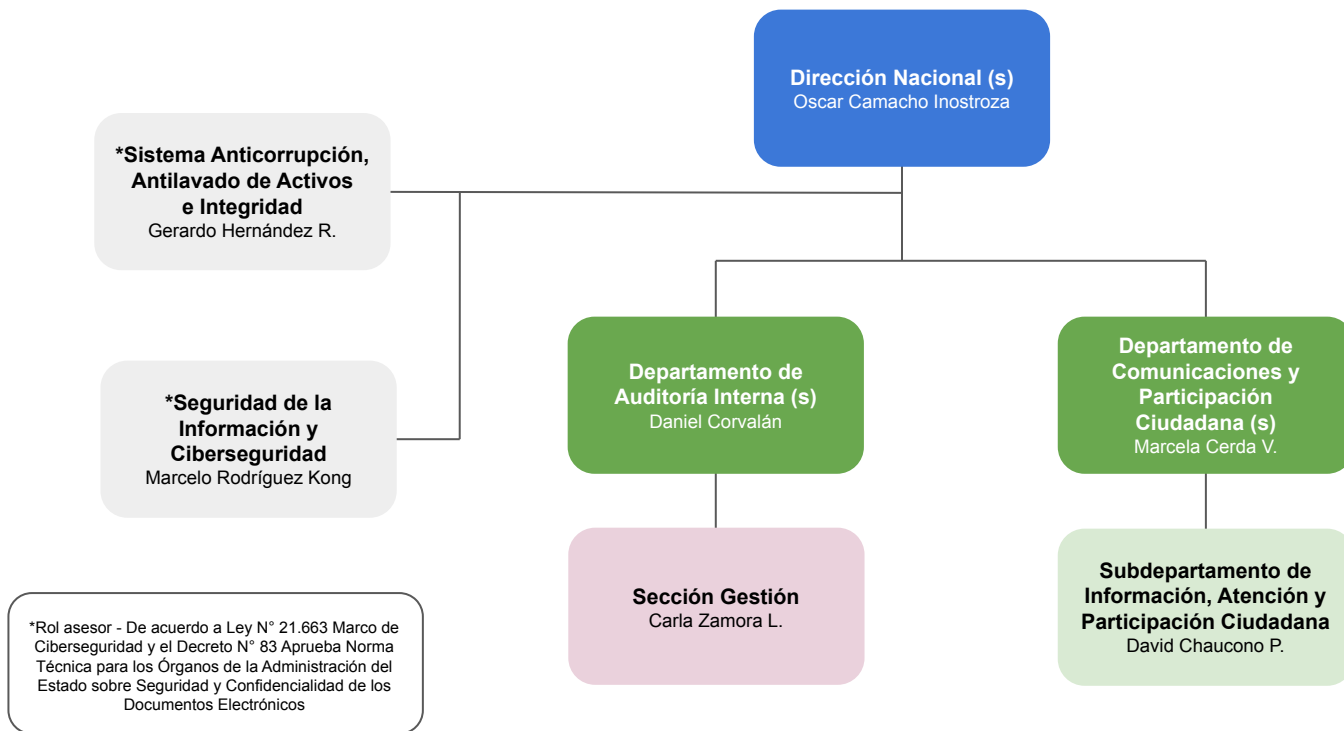 Dirección Nacional (s)
Oscar Camacho Inostroza
*Sistema Anticorrupción,
Antilavado de Activos
e Integridad
Gerardo Hernández R.
*Seguridad de la
Información y
Ciberseguridad
Marcelo Rodríguez Kong
Departamento de
Auditoría Interna (s)
Daniel Corvalán
Departamento de
Comunicaciones y
Participación
Ciudadana (s)
Marcela Cerda V.
Sección Gestión
Carla Zamora L.
Subdepartamento de
Información, Atención y
Participación Ciudadana
David Chaucono P.
*Rol asesor - De acuerdo a Ley N° 21.663 Marco de
Ciberseguridad y el Decreto N° 83 Aprueba Norma
Técnica para los Órganos de la Administración del
Estado sobre Seguridad y Confidencialidad de los
Documentos Electrónicos